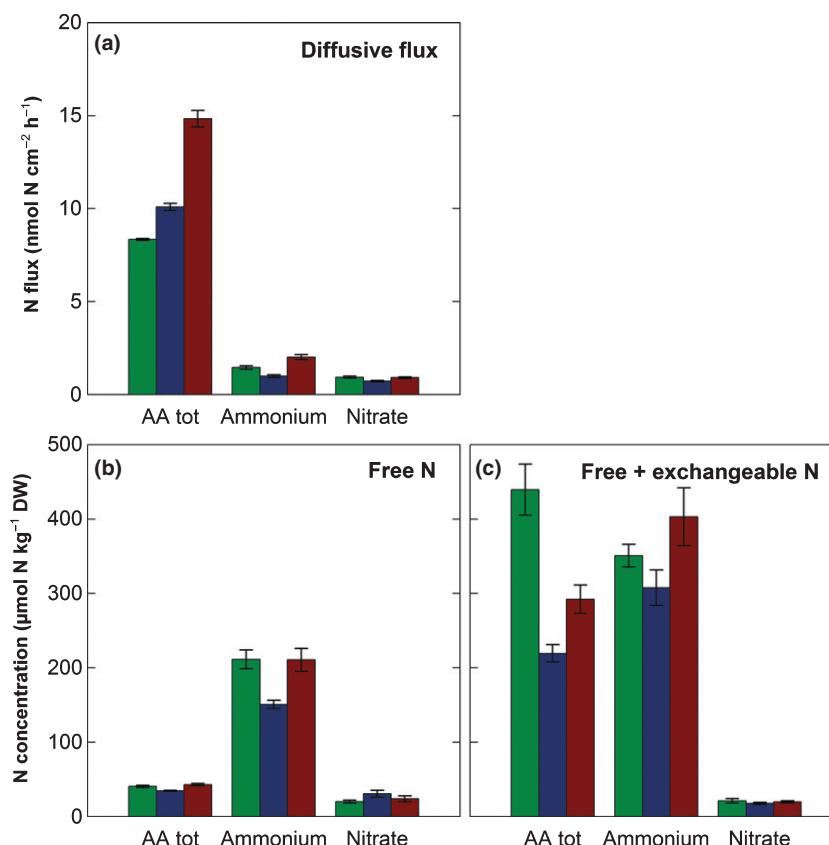 20
(a)
Diffusive flux
15
10
5
0
N flux (nmol N cm⁻² h⁻¹)
AA tot Ammonium Nitrate
500
(b)
Free N
400
300
200
100
0
N concentration (µmol N kg⁻¹ DW)
AA tot Ammonium Nitrate
(c)
Free + exchangeable N
AA tot Ammonium Nitrate